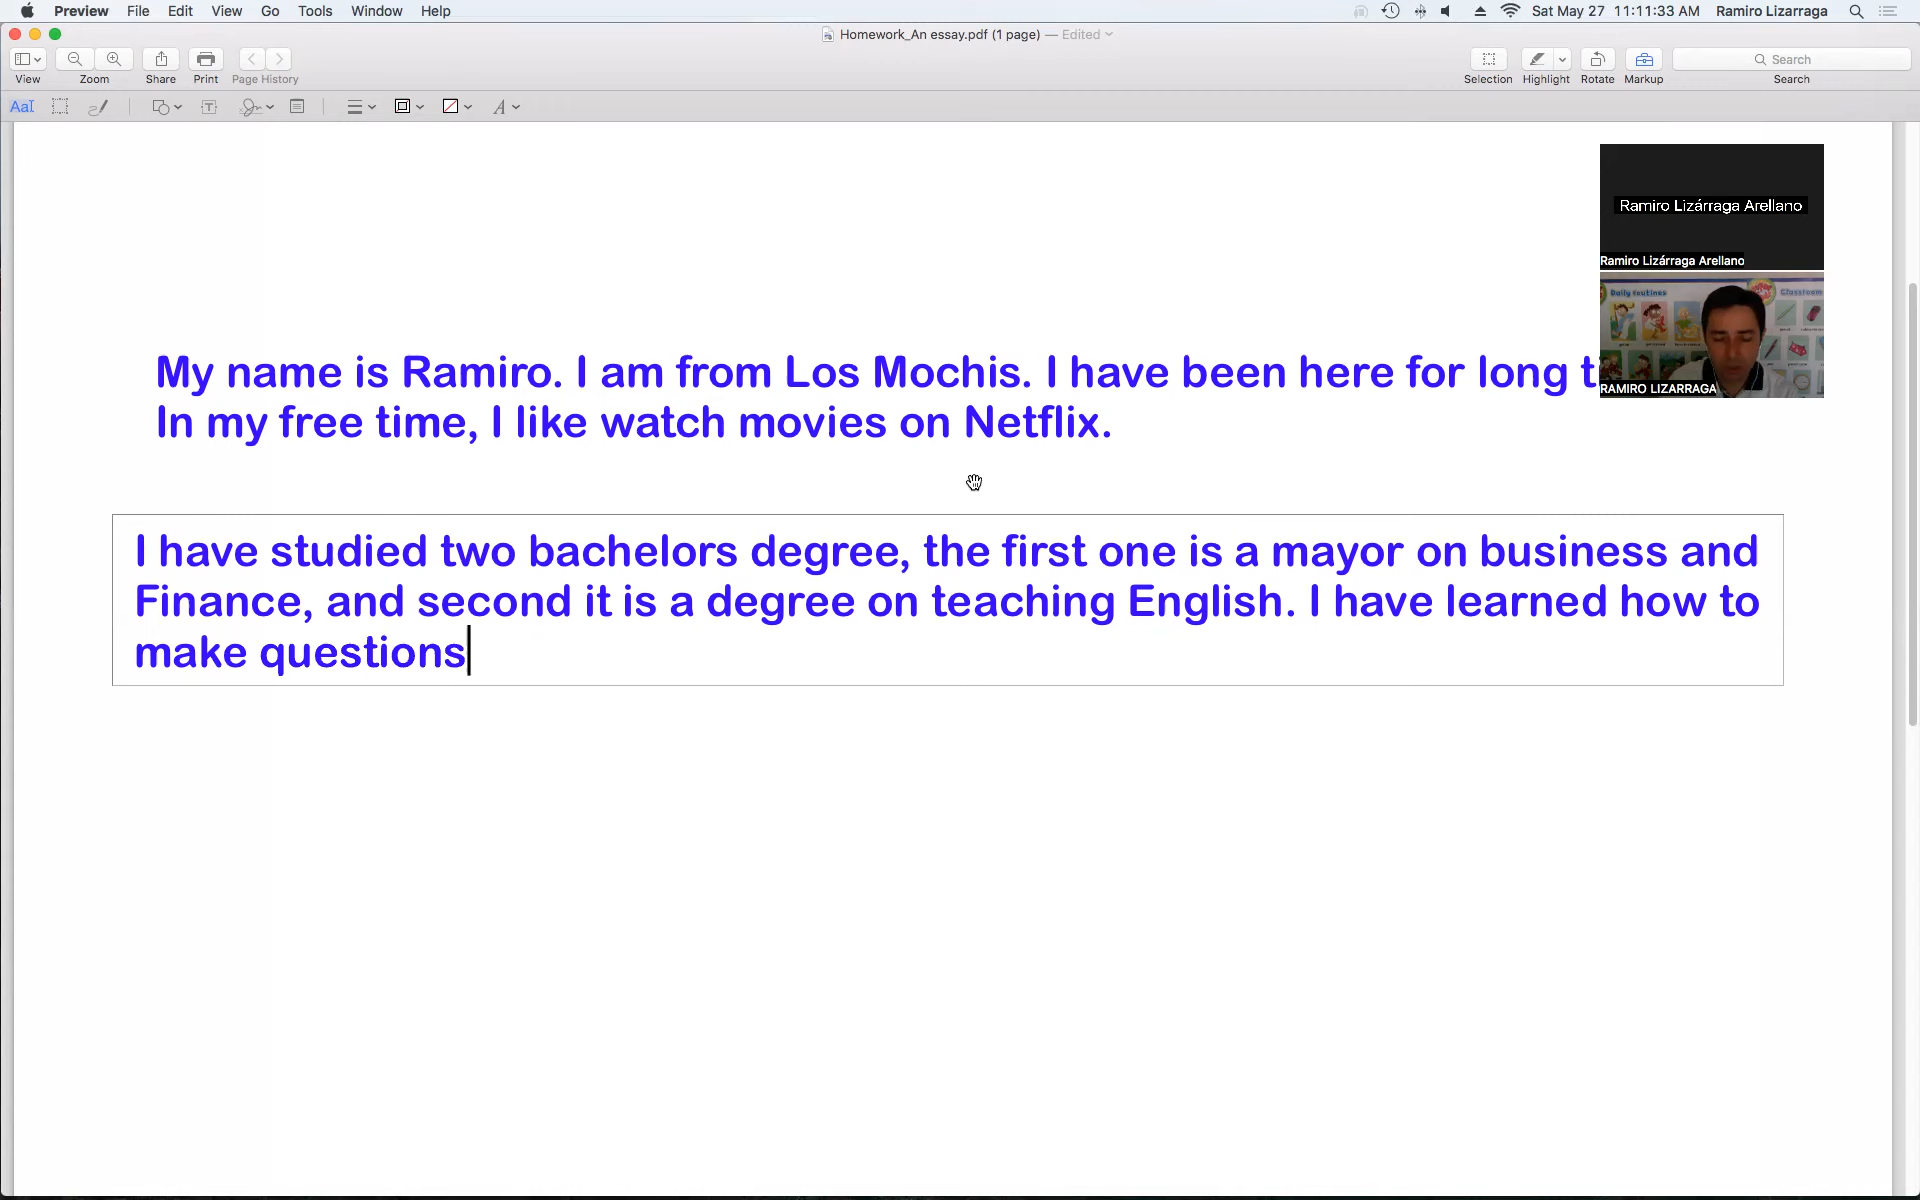 Preview File Edit View Go Tools Window Help
Sat May 27 11:11:33 AM Ramiro Lizarraga
Homework_An essay.pdf (1 page) — Edited
View Zoom Share Print Page History
Selection Highlight Rotate Markup Search
Search
AaI
Ramiro Lizárraga Arellano
Ramiro Lizárraga Arellano
Daily routines Classroom
RAMIRO LIZARRAGA
My name is Ramiro. I am from Los Mochis. I have been here for long
In my free time, I like watch movies on Netflix.
I have studied two bachelors degree, the first one is a mayor on business and
Finance, and second it is a degree on teaching English. I have learned how to
make questions